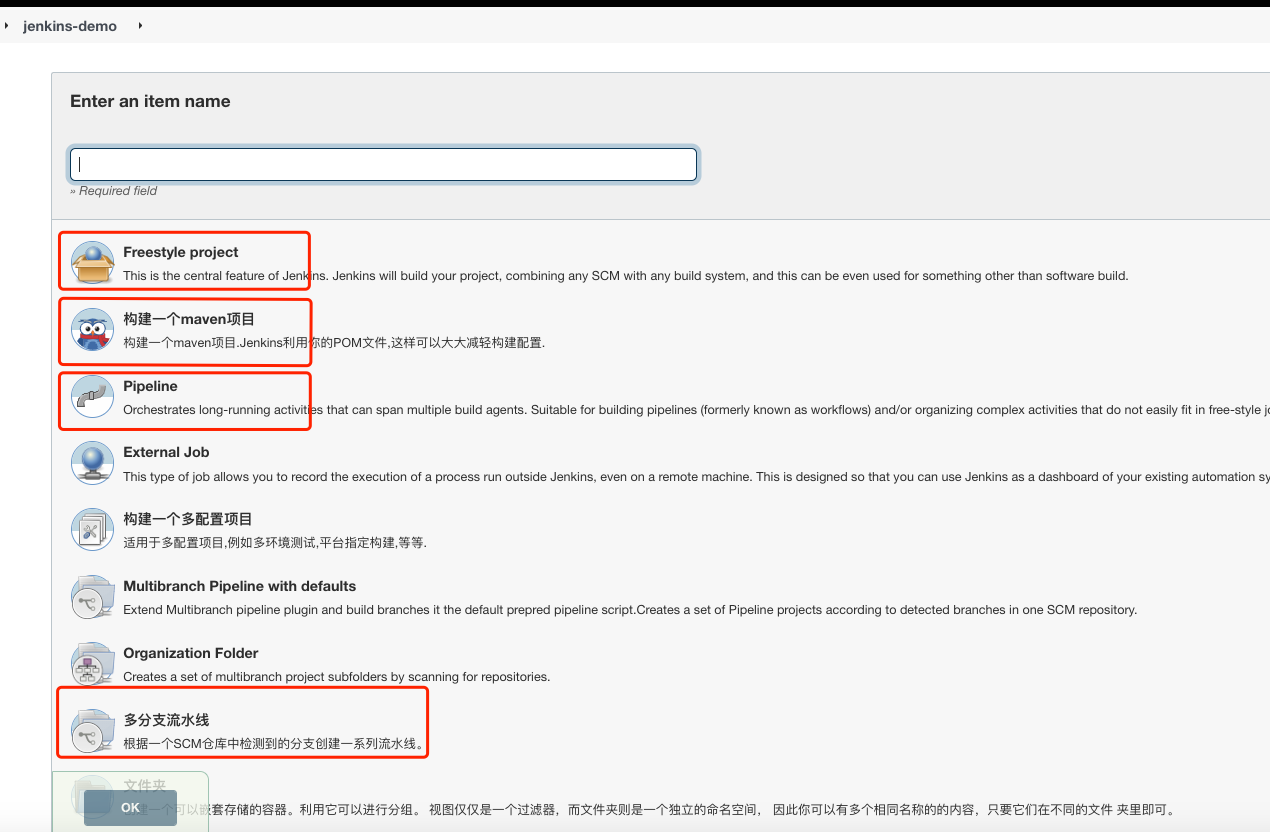 jenkins-demo
Enter an item name
» Required field
Freestyle project
This is the central feature of Jenkins. Jenkins will build your project, combining any SCM with any build system, and this can be even used for something other than software build.
构建一个maven项目
构建一个maven项目.Jenkins利用你的POM文件,这样可以大大减轻构建配置.
Pipeline
Orchestrates long-running activities that can span multiple build agents. Suitable for building pipelines (formerly known as workflows) and/or organizing complex activities that do not easily fit in free-style
External Job
This type of job allows you to record the execution of a process run outside Jenkins, even on a remote machine. This is designed so that you can use Jenkins as a dashboard of your existing automation
构建一个多配置项目
适用于多配置项目,例如多环境测试,平台指定构建,等等.
Multibranch Pipeline with defaults
Extend Multibranch pipeline plugin and build branches it the default prepred pipeline script.Creates a set of Pipeline projects according to detected branches in one SCM repository.
Organization Folder
Creates a set of multibranch project subfolders by scanning for repositories.
多分支流水线
根据一个SCM仓库中检测到的分支创建一系列流水线。
文件夹
建一个可以嵌套存储的容器。利用它可以进行分组。 视图仅仅是一个过滤器，而文件夹则是一个独立的命名空间， 因此你可以有多个相同名称的的内容，只要它们在不同的文件 夹里即可。
OK